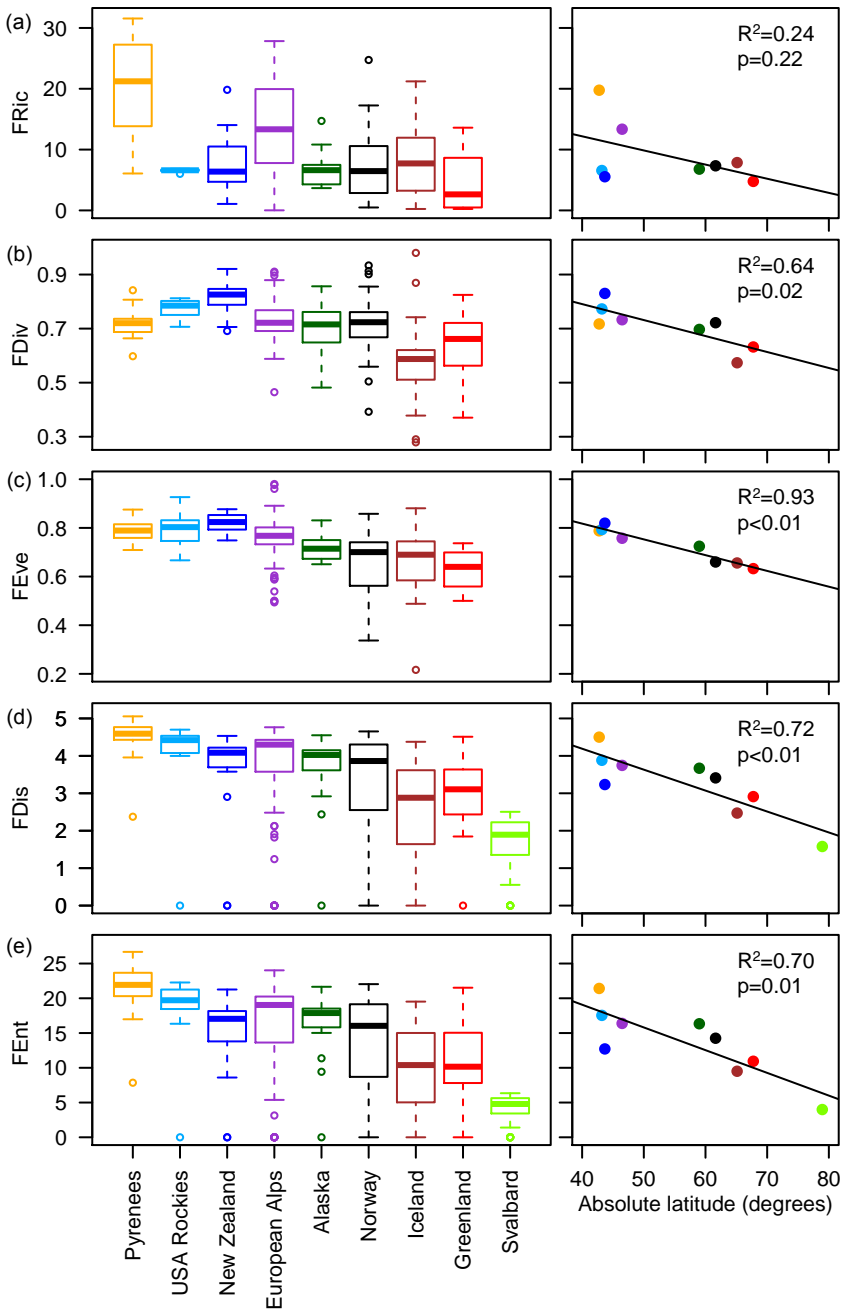 (a)
FRic
30
20
10
0
R²=0.24
p=0.22
(b)
FDiv
0.9
0.7
0.5
0.3
R²=0.64
p=0.02
(c)
FEve
1.0
0.8
0.6
0.4
0.2
R²=0.93
p<0.01
(d)
FDis
5
4
3
2
1
0
R²=0.72
p<0.01
(e)
FEnt
25
20
15
10
5
0
R²=0.70
p=0.01
Pyrenees
USA Rockies
New Zealand
European Alps
Alaska
Norway
Iceland
Greenland
Svalbard
40 50 60 70 80
Absolute latitude (degrees)